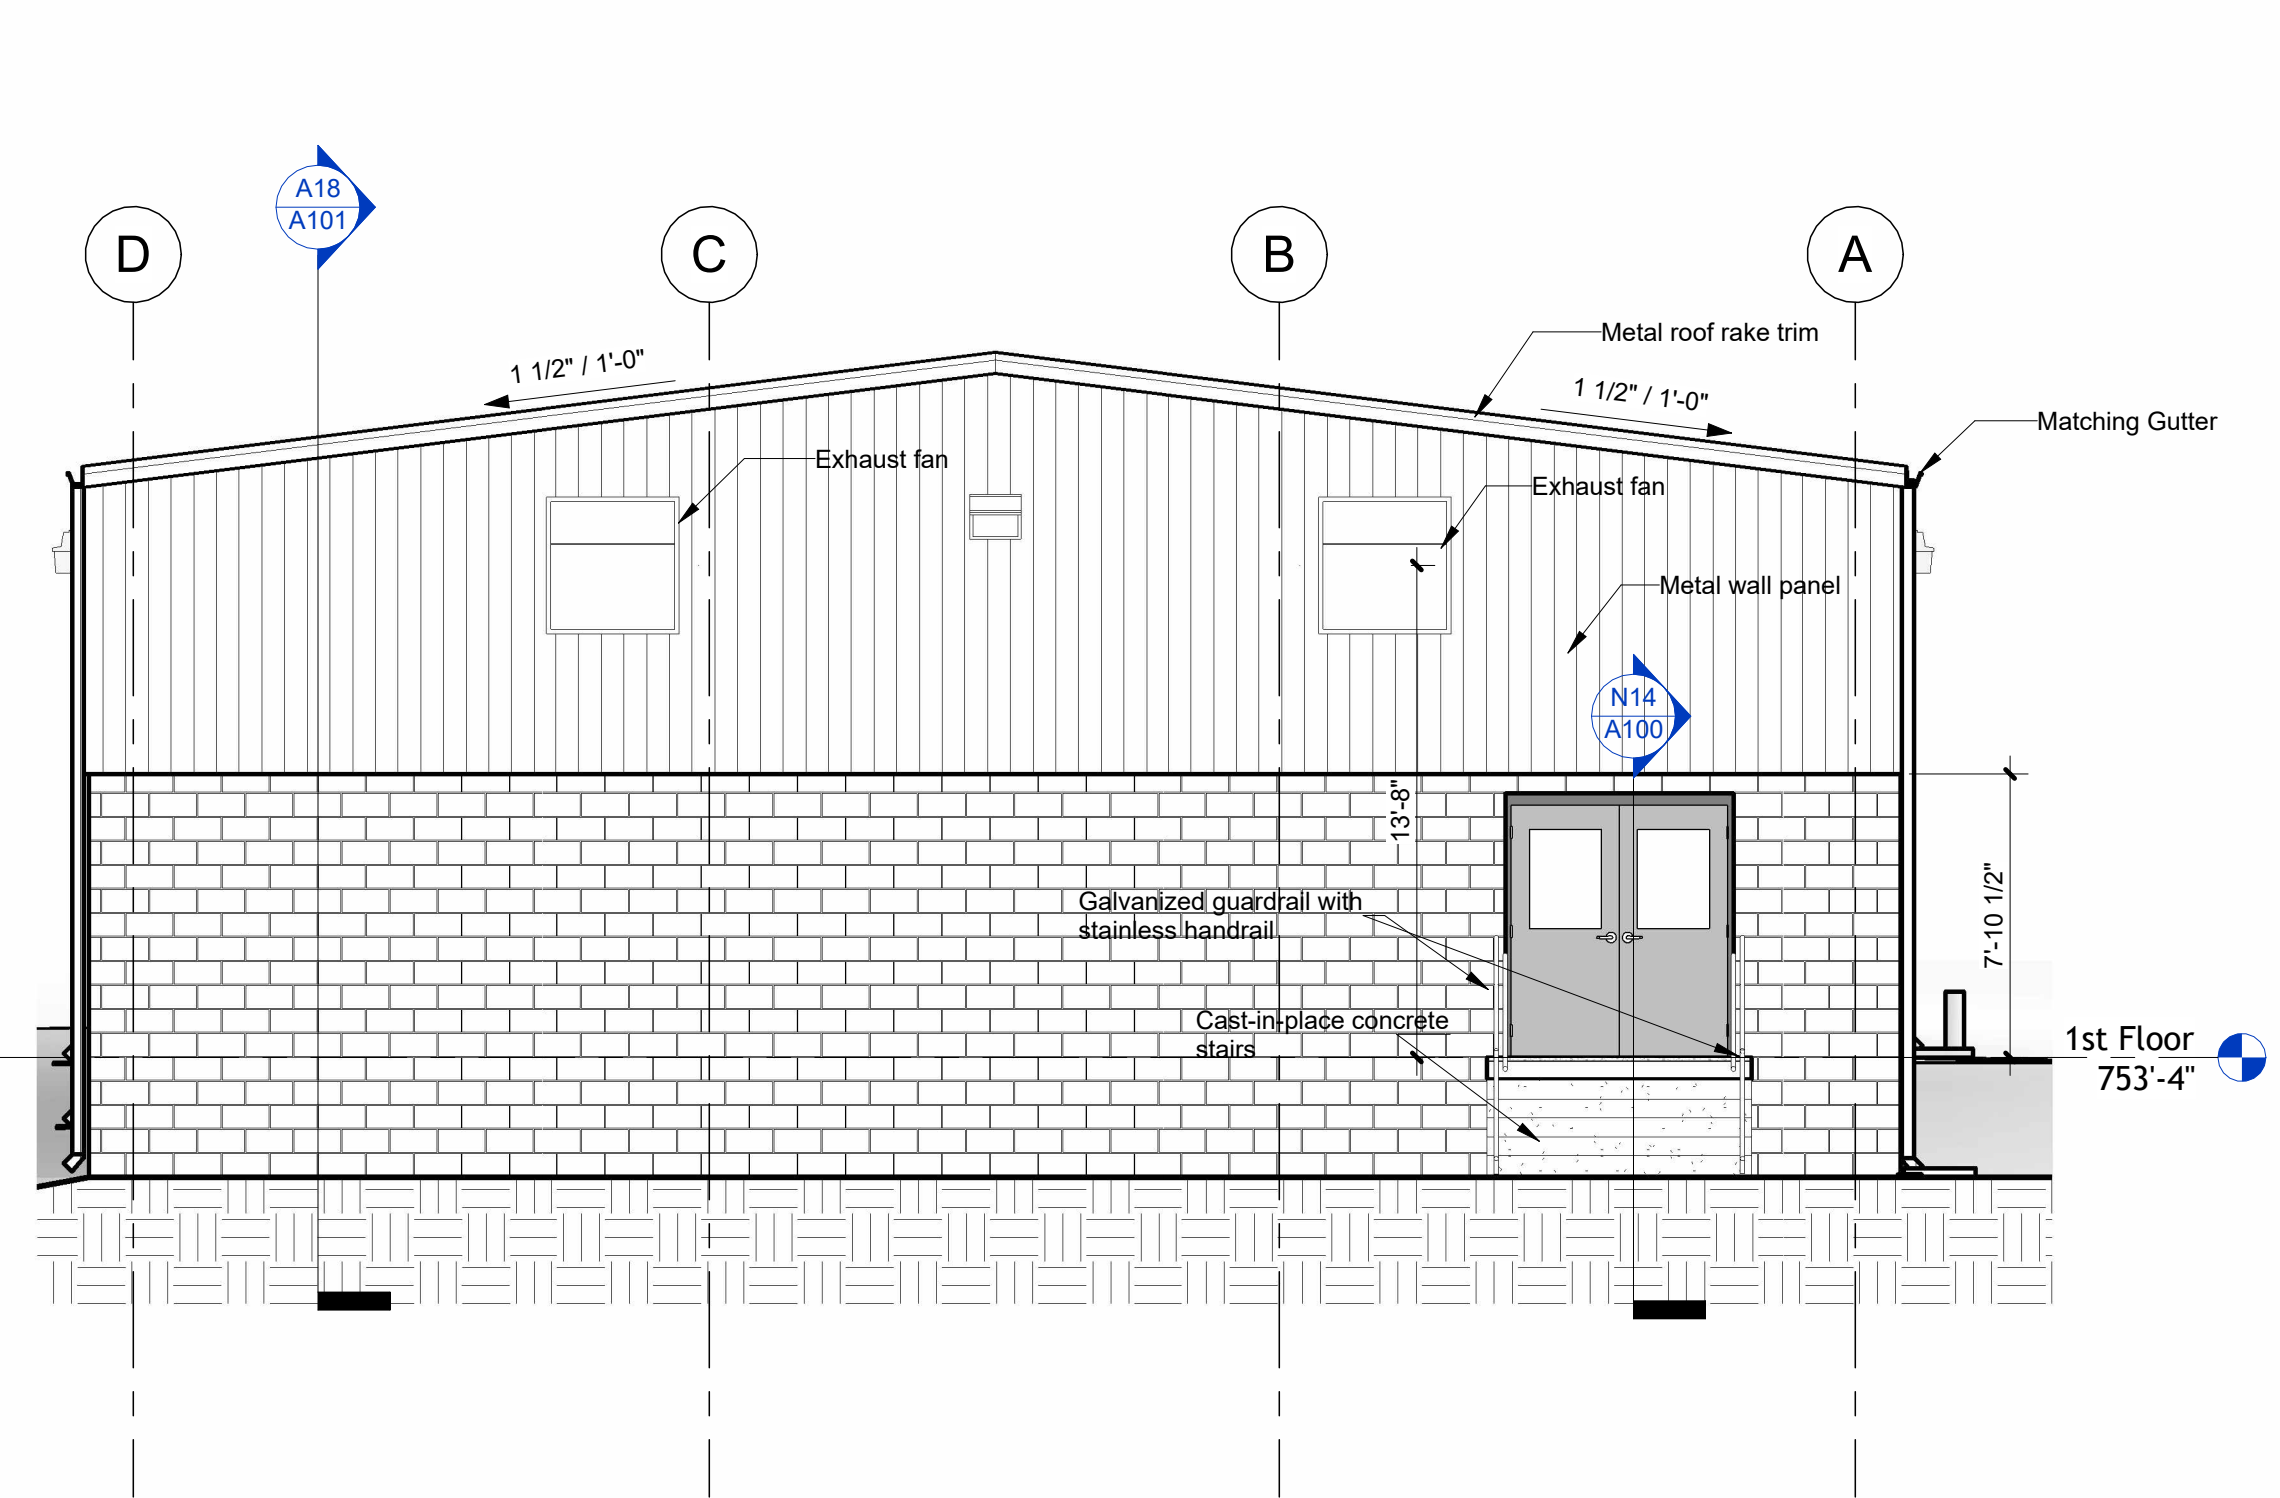 A18
A101
D
C
B
A
Metal roof rake trim
1 1/2" / 1'-0"
1 1/2" / 1'-0"
Matching Gutter
Exhaust fan
Exhaust fan
Metal wall panel
N14
A100
13'-8"
7'-10 1/2"
Galvanized guardrail with
stainless handrail
Cast-in-place concrete
stairs
1st Floor
753'-4"